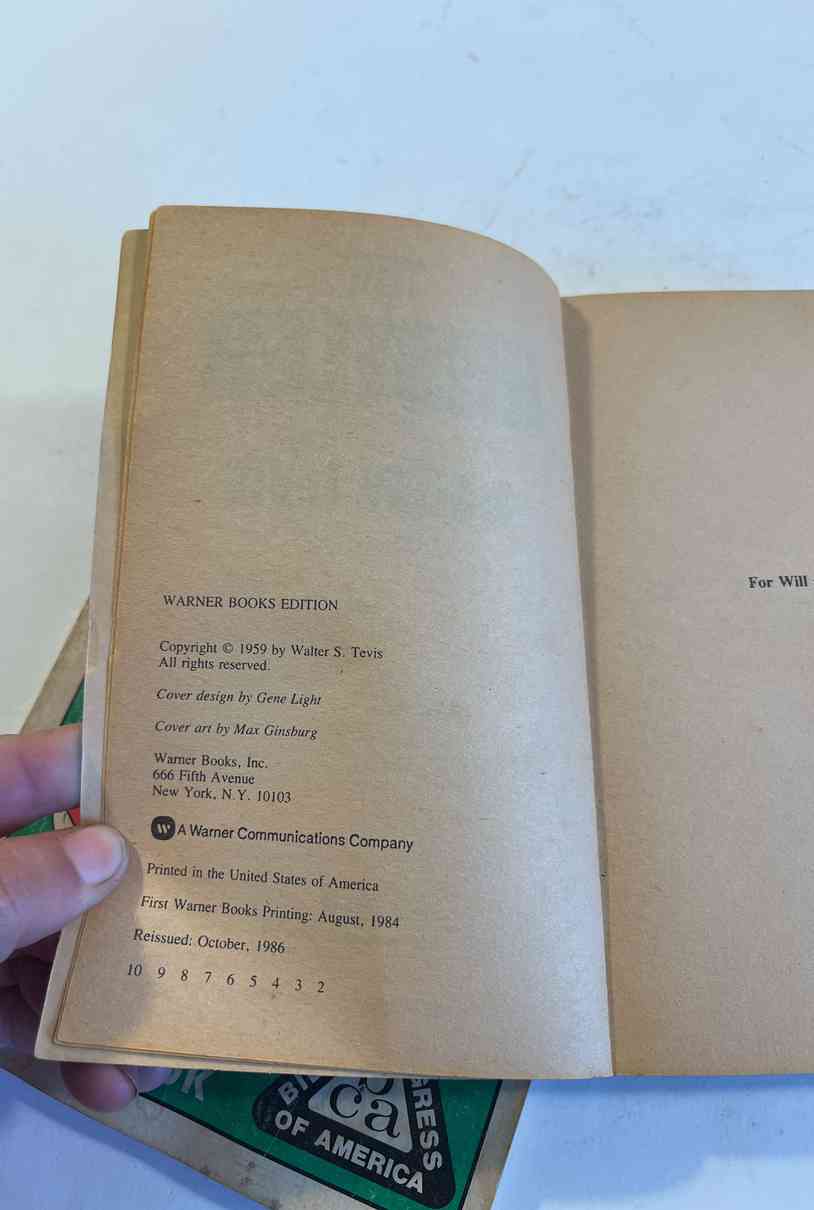 WARNER BOOKS EDITION
Copyright © 1959 by Walter S. Tevis
All rights reserved.
Cover design by Gene Light
Cover art by Max Ginsburg
Warner Books, Inc.
666 Fifth Avenue
New York, N.Y. 10103
W A Warner Communications Company
Printed in the United States of America
First Warner Books Printing: August, 1984
Reissued: October, 1986
10 9 8 7 6 5 4 3 2
For Will
OF AMERICA
ca